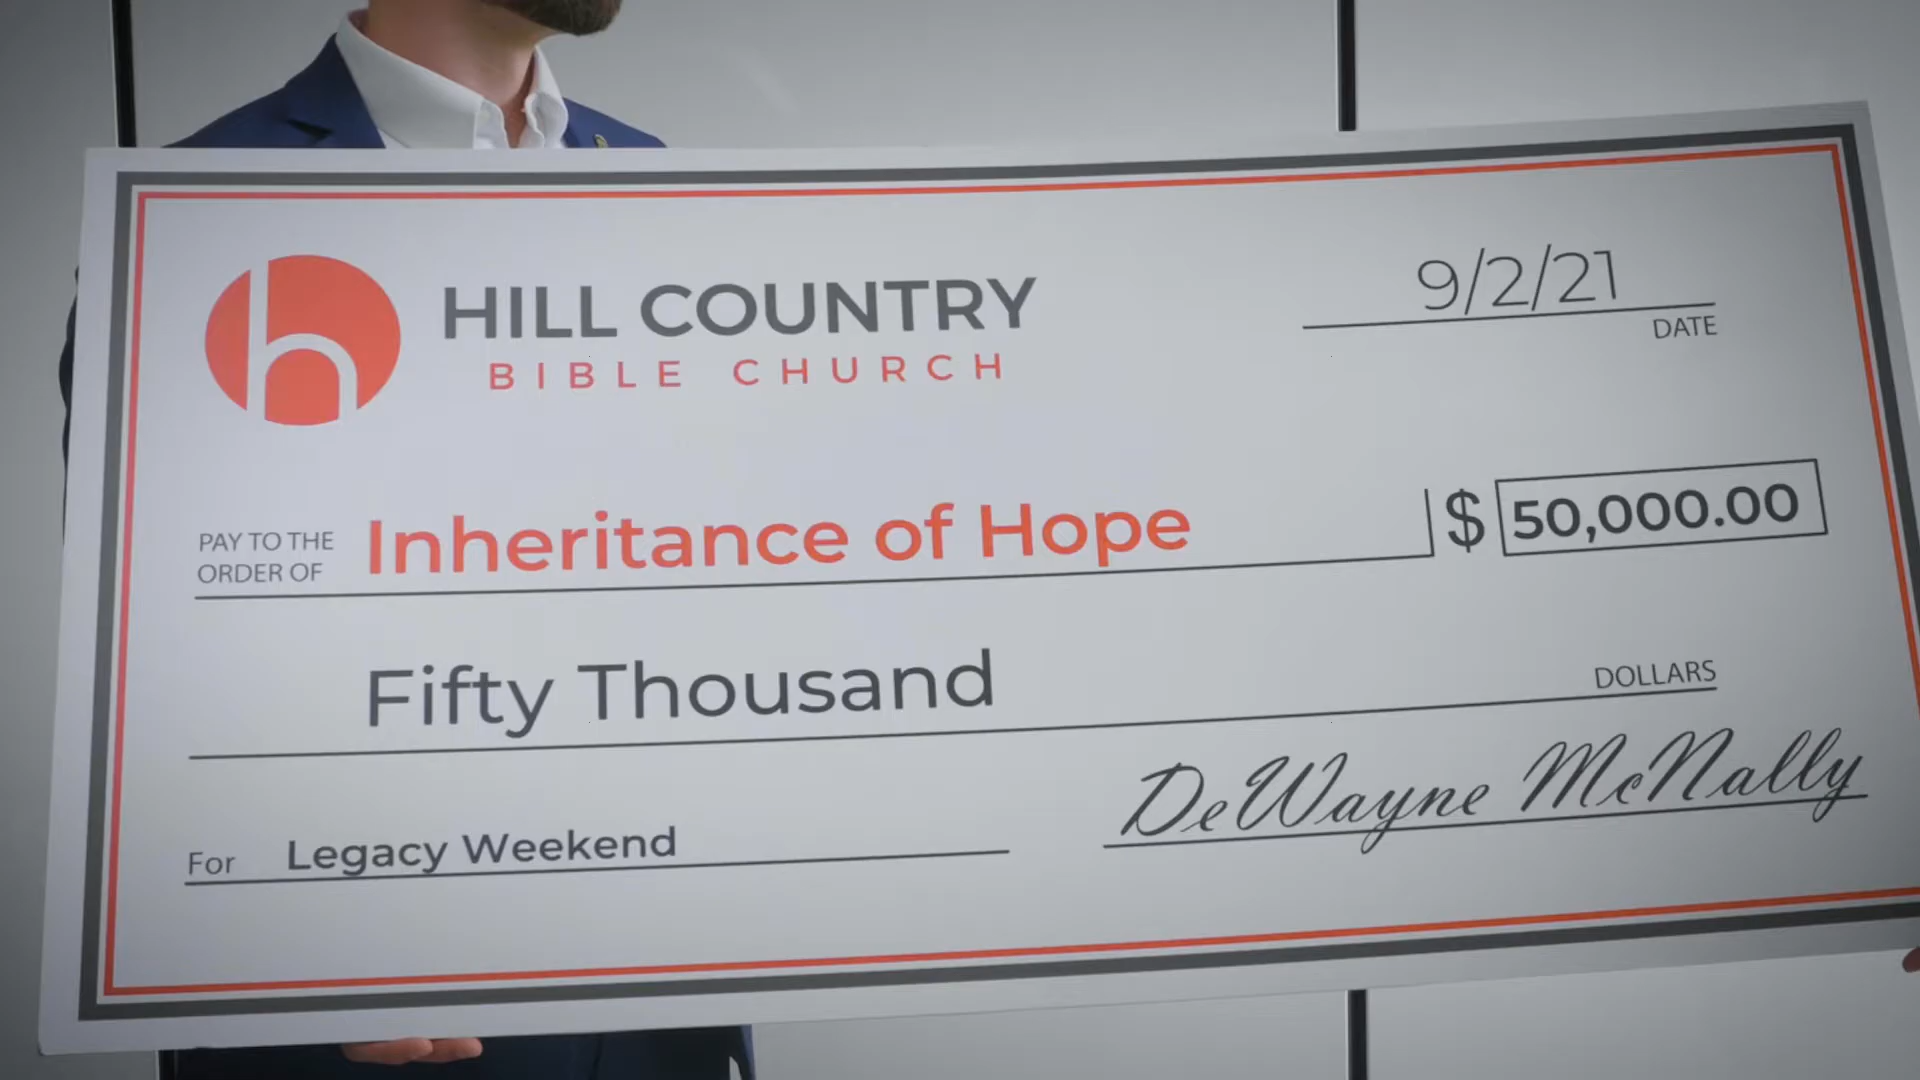 HILL COUNTRY
BIBLE CHURCH
9/2/21
DATE
PAY TO THE
ORDER OF
Inheritance of Hope
$ 50,000.00
Fifty Thousand
DOLLARS
For Legacy Weekend
DeWayne McNally